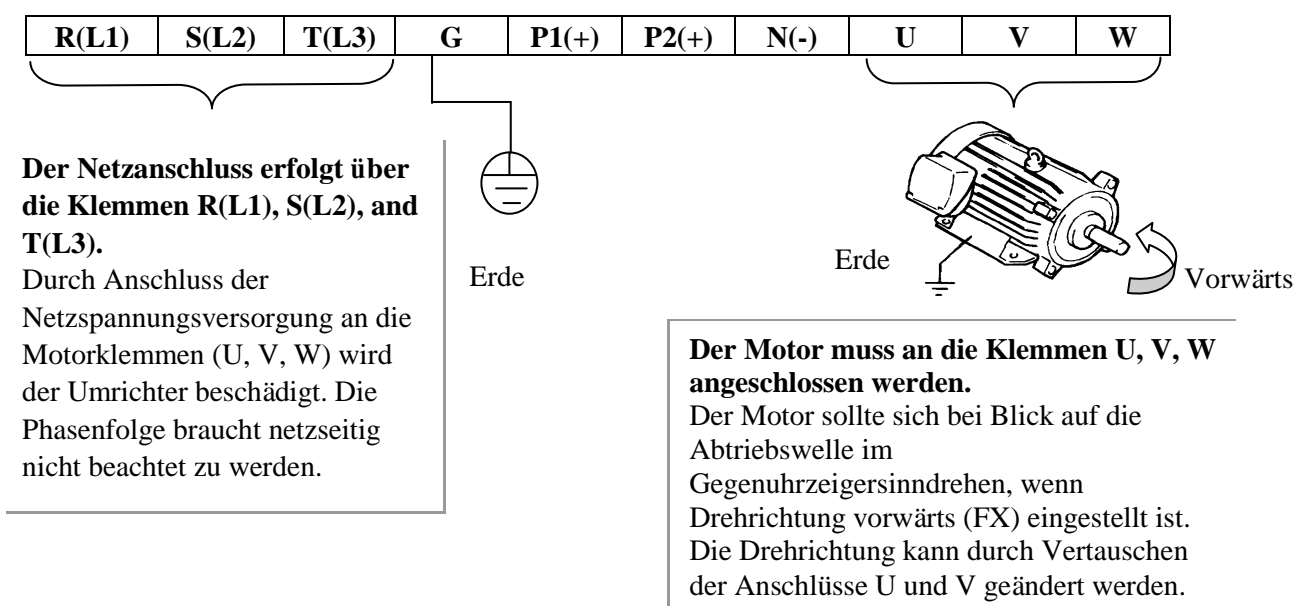 R(L1) S(L2) T(L3) G P1(+) P2(+) N(-) U V W
Der Netzanschluss erfolgt über
die Klemmen R(L1), S(L2), and
T(L3).
Durch Anschluss der
Netzspannungsversorgung an die
Motorklemmen (U, V, W) wird
der Umrichter beschädigt. Die
Phasenfolge braucht netzseitig
nicht beachtet zu werden.
Erde
Erde
Vorwärts
Der Motor muss an die Klemmen U, V, W
angeschlossen werden.
Der Motor sollte sich bei Blick auf die
Abtriebswelle im
Gegenuhrzeigersinndrehen, wenn
Drehrichtung vorwärts (FX) eingestellt ist.
Die Drehrichtung kann durch Vertauschen
der Anschlüsse U und V geändert werden.